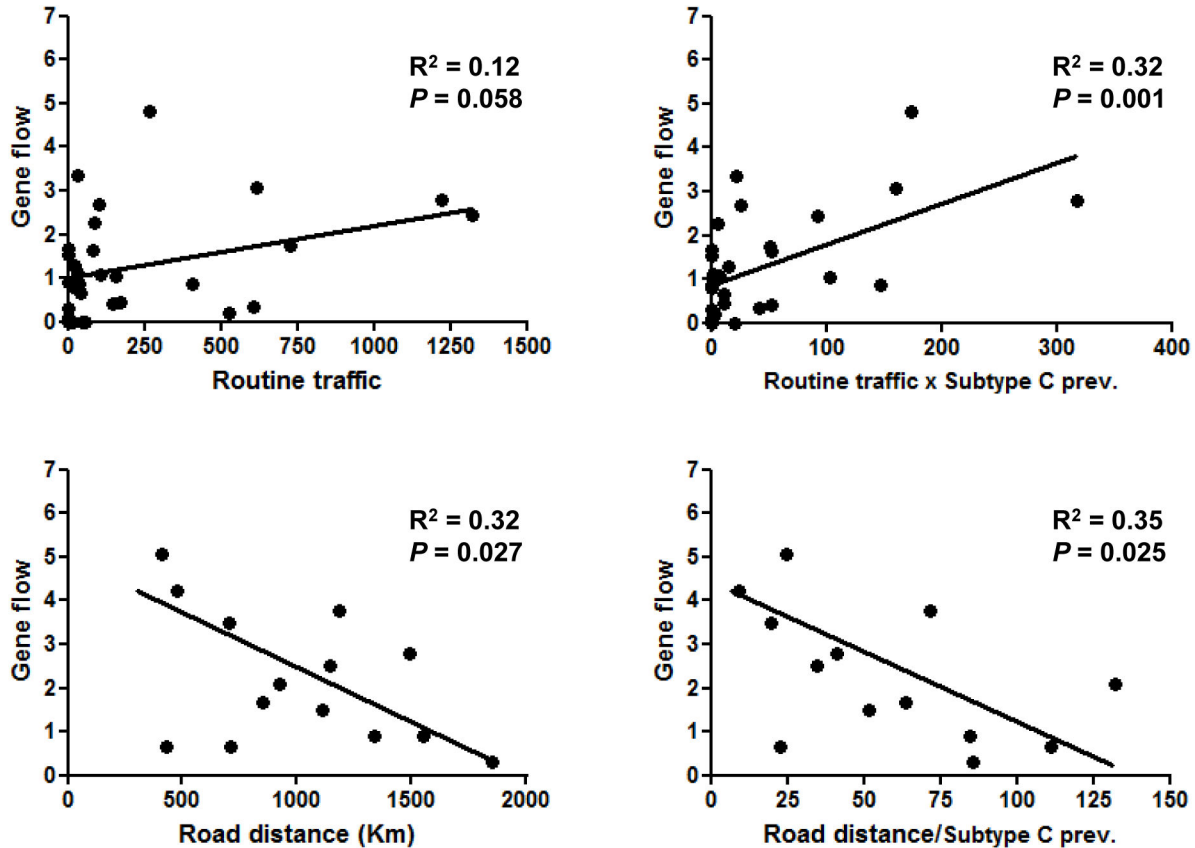 7
6
5
4
3
2
1
0
Gene flow
R² = 0.12
P = 0.058
0 250 500 750 1000 1250 1500
Routine traffic
7
6
5
4
3
2
1
0
Gene flow
R² = 0.32
P = 0.001
0 100 200 300 400
Routine traffic x Subtype C prev.
7
6
5
4
3
2
1
0
Gene flow
R² = 0.32
P = 0.027
0 500 1000 1500 2000
Road distance (Km)
7
6
5
4
3
2
1
0
Gene flow
R² = 0.35
P = 0.025
0 25 50 75 100 125 150
Road distance/Subtype C prev.